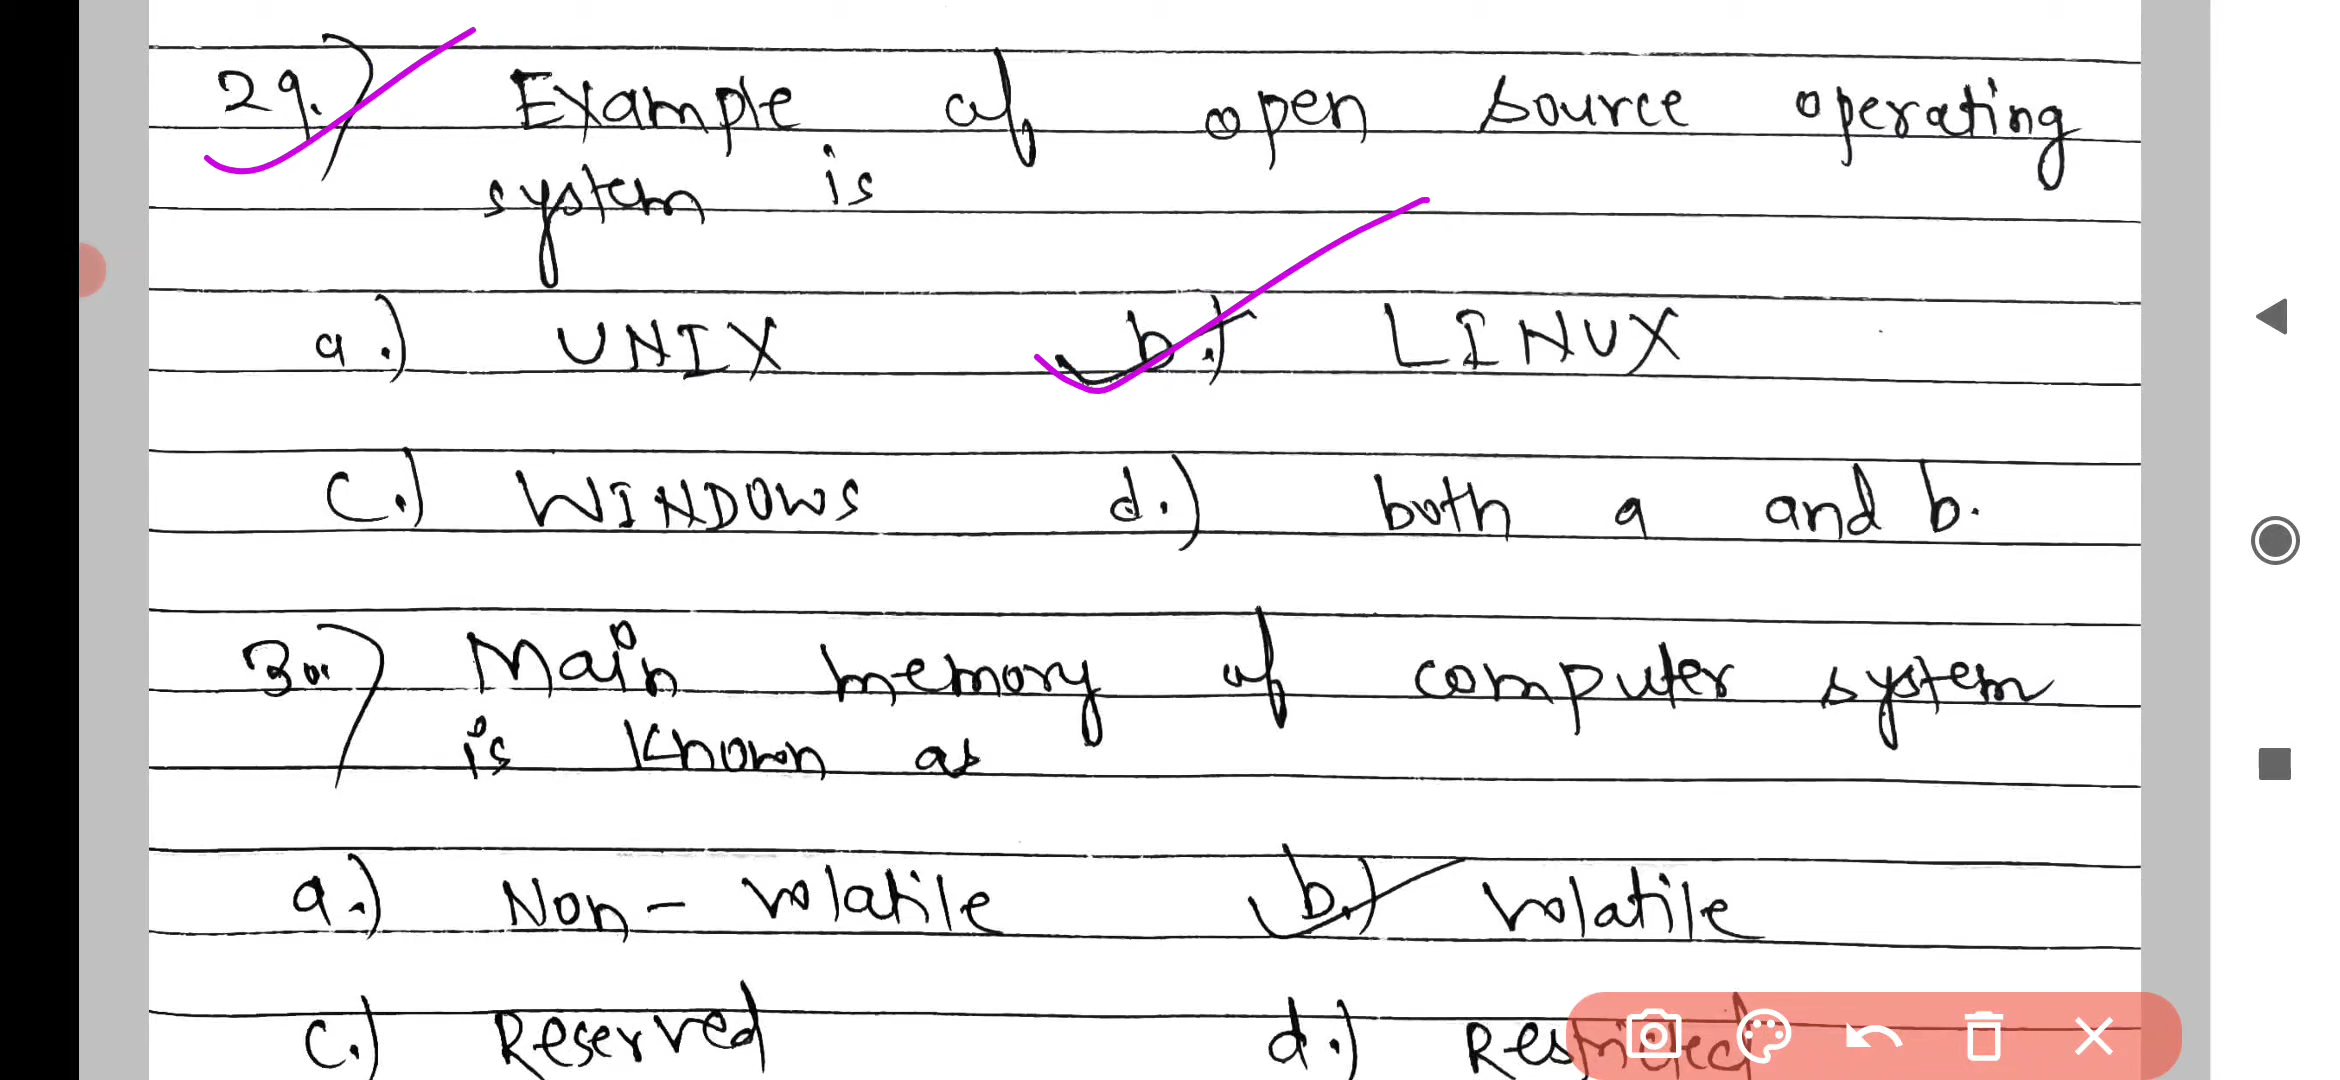 29.) Example of open source operating
system is
a.) UNIX b.) LINUX
c.) WINDOWS d.) both a and b.
30.) Main memory of computer system
is known as
a.) Non-volatile b.) volatile
c.) Reserved d.) Restricted